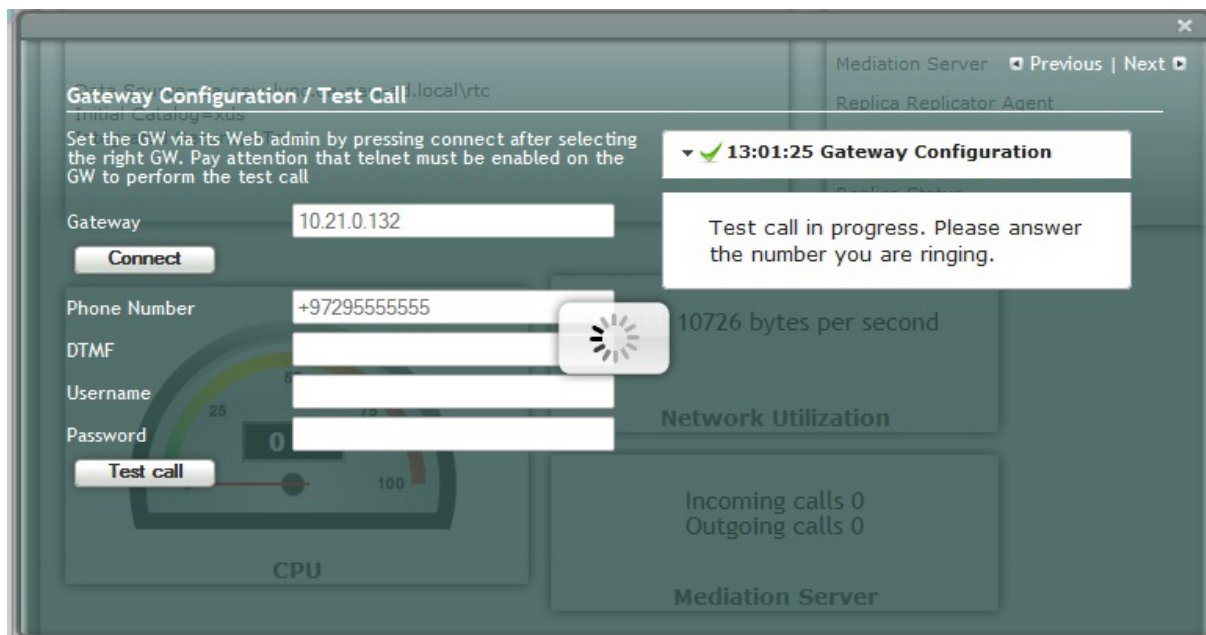 Mediation Server
Previous | Next
Gateway Configuration / Test Call
Replica Replicator Agent
Initial Catalog=xds
Set the GW via its Web admin by pressing connect after selecting
the right GW. Pay attention that telnet must be enabled on the
GW to perform the test call
13:01:25 Gateway Configuration
Gateway
10.21.0.132
Test call in progress. Please answer
the number you are ringing.
Connect
Phone Number
+97295555555
10726 bytes per second
DTMF
Username
25
75
Network Utilization
Password
0
Test call
100
Incoming calls 0
Outgoing calls 0
CPU
Mediation Server